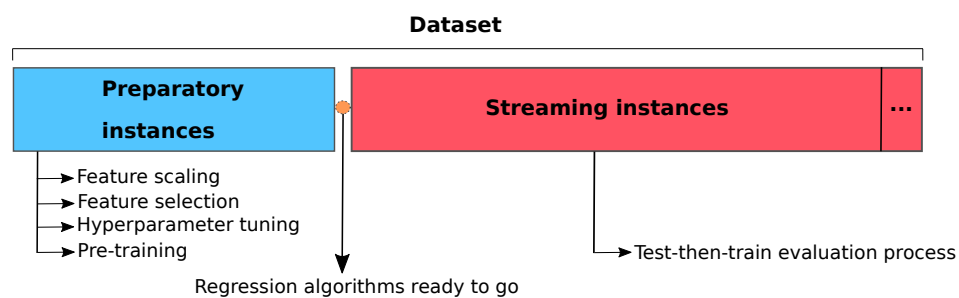 Dataset
Preparatory
instances
Streaming instances
...
Feature scaling
Feature selection
Hyperparameter tuning
Pre-training
Test-then-train evaluation process
Regression algorithms ready to go